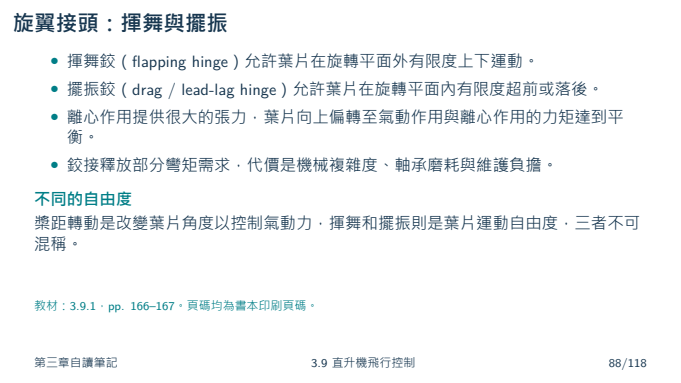 旋翼接頭：揮舞與擺振
• 揮舞鉸（flapping hinge）允許葉片在旋轉平面外有限度上下運動。
• 擺振鉸（drag / lead-lag hinge）允許葉片在旋轉平面內有限度超前或落後。
• 離心作用提供很大的張力，葉片向上偏轉至氣動作用與離心作用的力矩達到平
衡。
• 鉸接釋放部分彎矩需求，代價是機械複雜度、軸承磨耗與維護負擔。
不同的自由度
槳距轉動是改變葉片角度以控制氣動力，揮舞和擺振則是葉片運動自由度，三者不可
混稱。
教材：3.9.1，pp. 166–167。頁碼均為書本印刷頁碼。
第三章自讀筆記 3.9 直升機飛行控制 88/118